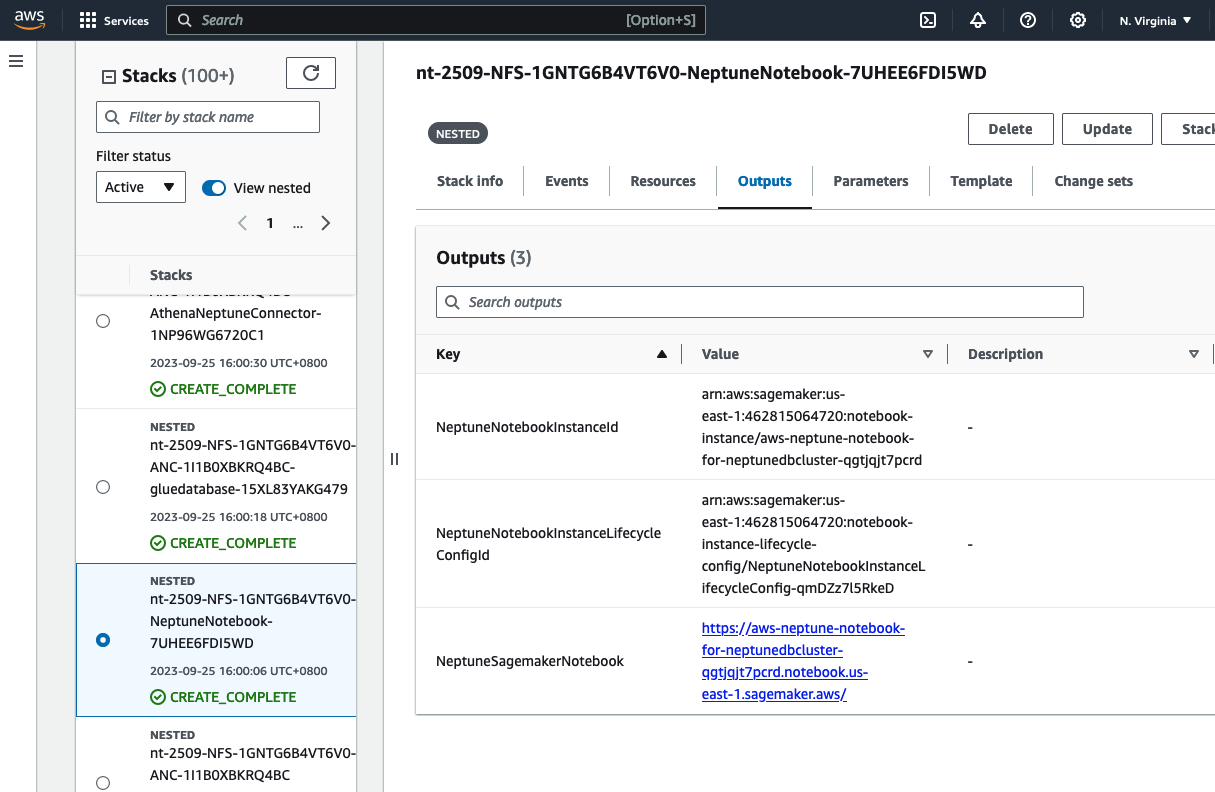 aws
Services
Search
[Option+S]
N. Virginia
Stacks (100+)
Filter by stack name
Filter status
Active
View nested
1
...
Stacks
AthenaNeptuneConnector-
1NP96WG6720C1
2023-09-25 16:00:30 UTC+0800
CREATE_COMPLETE
NESTED
nt-2509-NFS-1GNTG6B4VT6V0-
ANC-1I1B0XBKRQ4BC-
gluedatabase-15XL83YAKG479
2023-09-25 16:00:18 UTC+0800
CREATE_COMPLETE
NESTED
nt-2509-NFS-1GNTG6B4VT6V0-
NeptuneNotebook-
7UHEE6FDI5WD
2023-09-25 16:00:06 UTC+0800
CREATE_COMPLETE
NESTED
nt-2509-NFS-1GNTG6B4VT6V0-
ANC-1I1B0XBKRQ4BC
nt-2509-NFS-1GNTG6B4VT6V0-NeptuneNotebook-7UHEE6FDI5WD
NESTED
Delete
Update
Stack
Stack info
Events
Resources
Outputs
Parameters
Template
Change sets
Outputs (3)
Search outputs
Key
Value
Description
NeptuneNotebookInstanceId
arn:aws:sagemaker:us-
east-1:462815064720:notebook-
instance/aws-neptune-notebook-
for-neptunedbcluster-qgtjqjt7pcrd
-
NeptuneNotebookInstanceLifecycle
ConfigId
arn:aws:sagemaker:us-
east-1:462815064720:notebook-
instance-lifecycle-
config/NeptuneNotebookInstanceL
ifecycleConfig-qmDZz7l5RkeD
-
NeptuneSagemakerNotebook
https://aws-neptune-notebook-
for-neptunedbcluster-
qgtjqjt7pcrd.notebook.us-
east-1.sagemaker.aws/
-